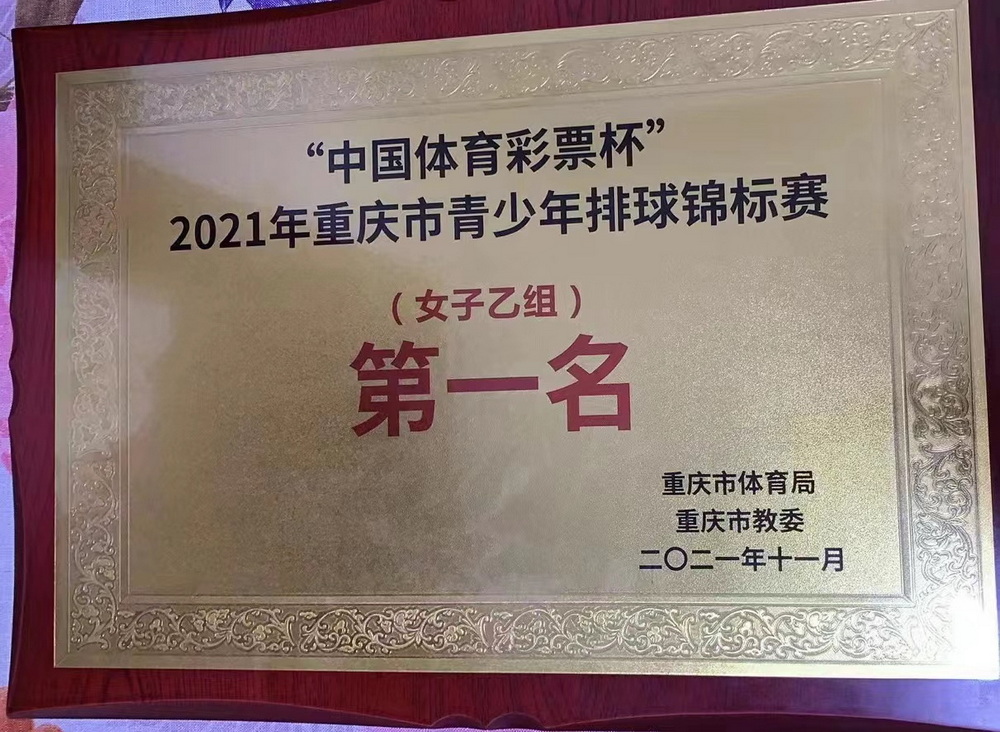 “中国体育彩票杯”
2021年重庆市青少年排球锦标赛
（女子乙组）
第一名
重庆市体育局
重庆市教委
二〇二一年十一月